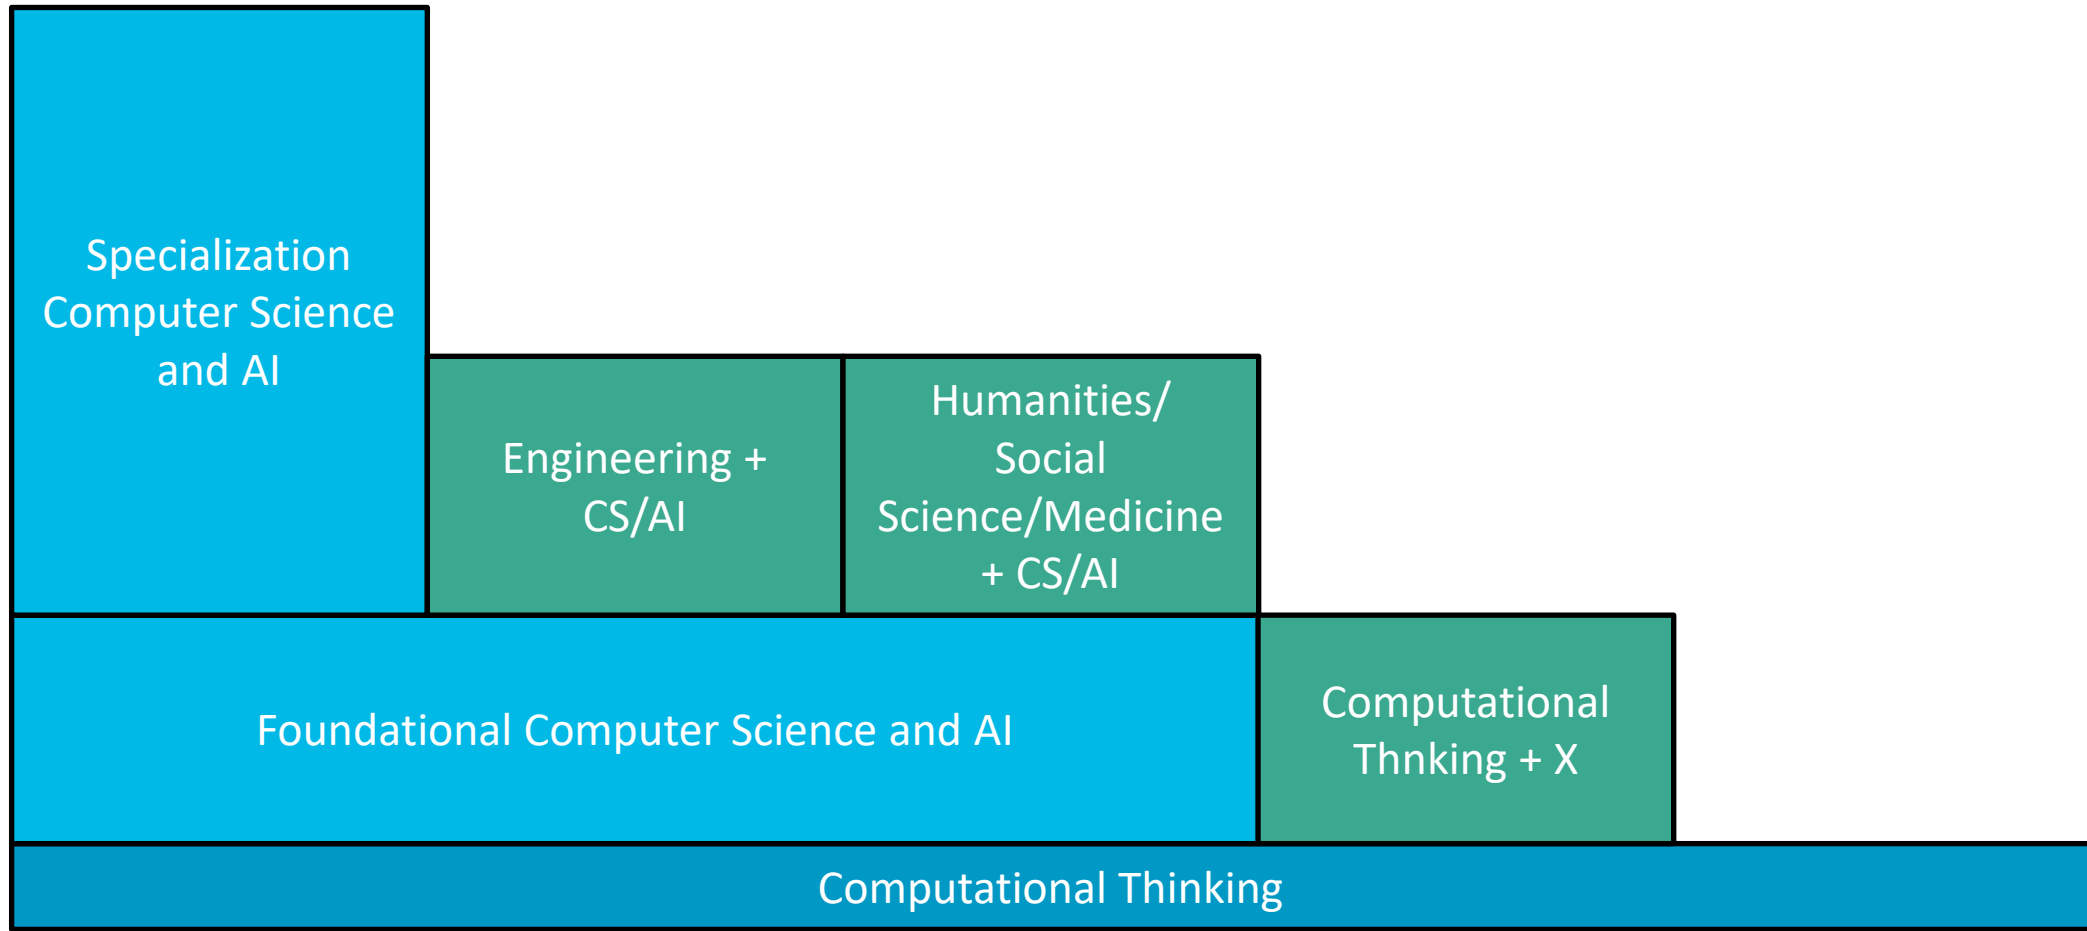 Specialization
Computer Science
and AI
Engineering +
CS/AI
Humanities/
Social
Science/Medicine
+ CS/AI
Foundational Computer Science and AI
Computational
Thnking + X
Computational Thinking